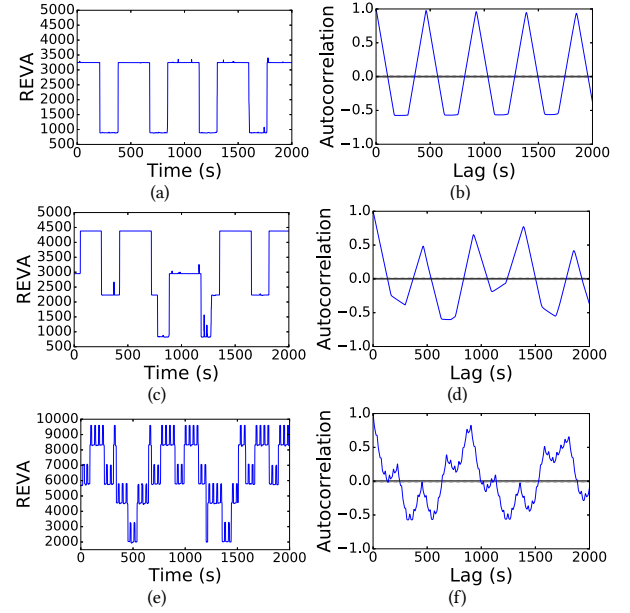 5000
4500
4000
3500
3000
2500
2000
1500
1000
500
REVA
0 500 1000 1500 2000
Time (s)
(a)
1.0
0.5
0.0
−0.5
−1.0
Autocorrelation
0 500 1000 1500 2000
Lag (s)
(b)
5000
4500
4000
3500
3000
2500
2000
1500
1000
500
REVA
0 500 1000 1500 2000
Time (s)
(c)
1.0
0.5
0.0
−0.5
−1.0
Autocorrelation
0 500 1000 1500 2000
Lag (s)
(d)
10000
9000
8000
7000
6000
5000
4000
3000
2000
REVA
0 500 1000 1500 2000
Time (s)
(e)
1.0
0.5
0.0
−0.5
−1.0
Autocorrelation
0 500 1000 1500 2000
Lag (s)
(f)